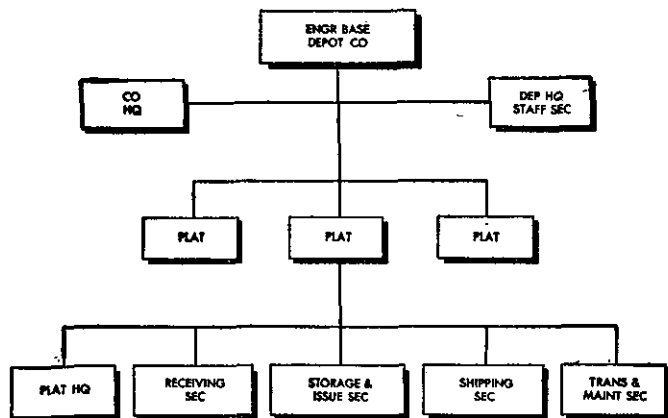 ENGR BASE
DEPOT CO
CO
HQ
DEP HQ
STAFF SEC
PLAT
PLAT
PLAT
PLAT HQ
RECEIVING
SEC
STORAGE &
ISSUE SEC
SHIPPING
SEC
TRANS &
MAINT SEC